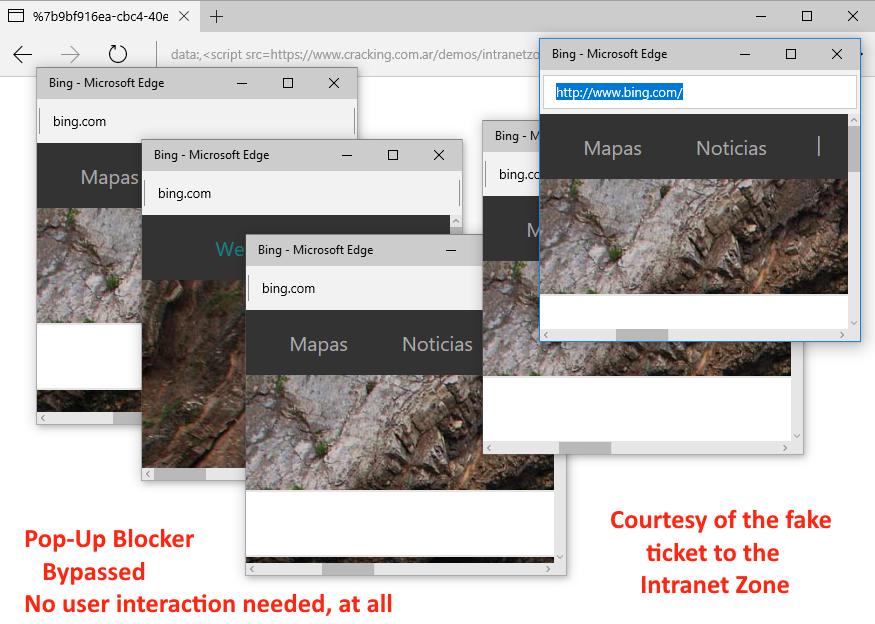 %7b9bf916ea-cbc4-40e
data:,<script src=https://www.cracking.com.ar/demos/intranetzo
Bing - Microsoft Edge
bing.com
Mapas
Bing - Microsoft Edge
bing.com
We
Bing - Microsoft Edge
bing.com
Mapas Noticias
Bing - M
bing.co
M
Bing - Microsoft Edge
http://www.bing.com/
Mapas Noticias |
Pop-Up Blocker
Bypassed
No user interaction needed, at all
Courtesy of the fake
ticket to the
Intranet Zone